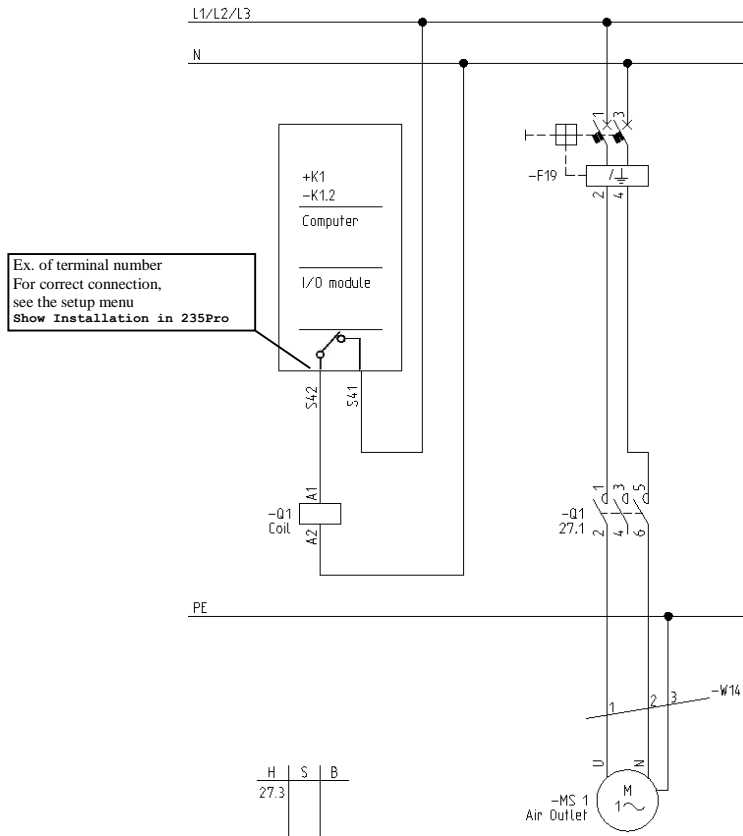 L1/L2/L3
N
1
3
-F19
2
4
+K1
-K1.2
Computer
I/O module
Ex. of terminal number
For correct connection,
see the setup menu
Show Installation in 235Pro
S42
S41
A1
-Q1
Coil
A2
1
3
5
-Q1
27.1
2
4
6
PE
1
2
3
-W14
U
N
-MS 1
Air Outlet
M
1~
H S B
27.3